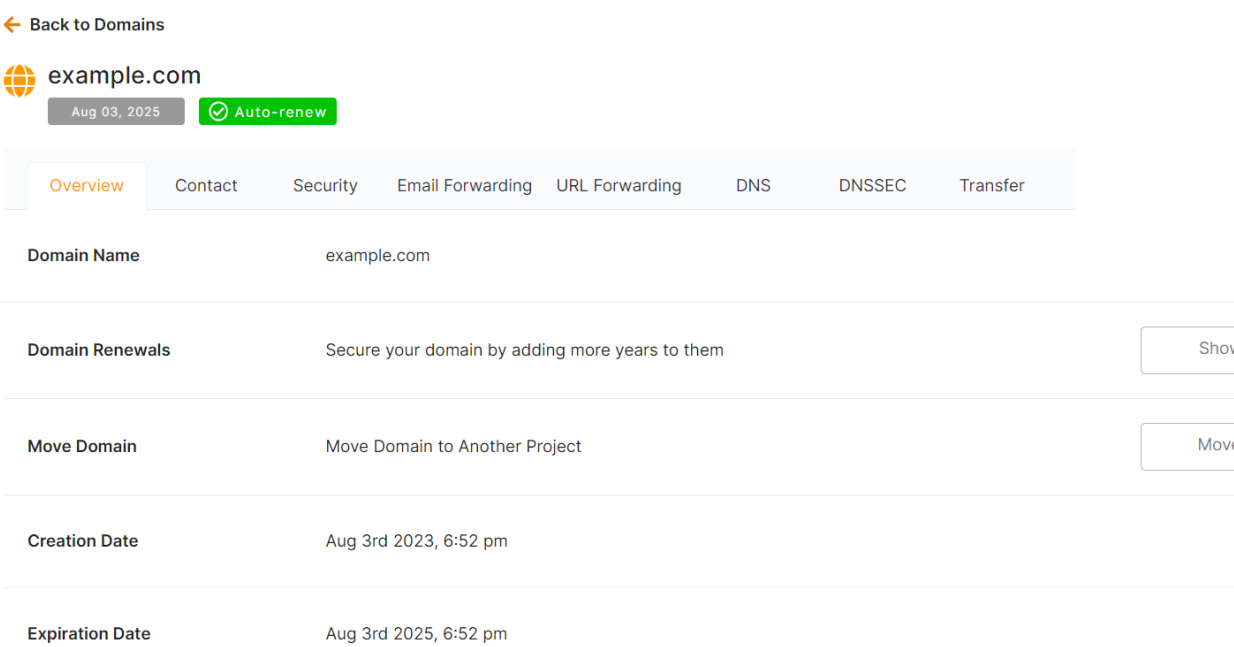 Back to Domains
example.com
Aug 03, 2025 Auto-renew
Overview Contact Security Email Forwarding URL Forwarding DNS DNSSEC Transfer
Domain Name example.com
Domain Renewals Secure your domain by adding more years to them
Move Domain Move Domain to Another Project Move
Creation Date Aug 3rd 2023, 6:52 pm
Expiration Date Aug 3rd 2025, 6:52 pm